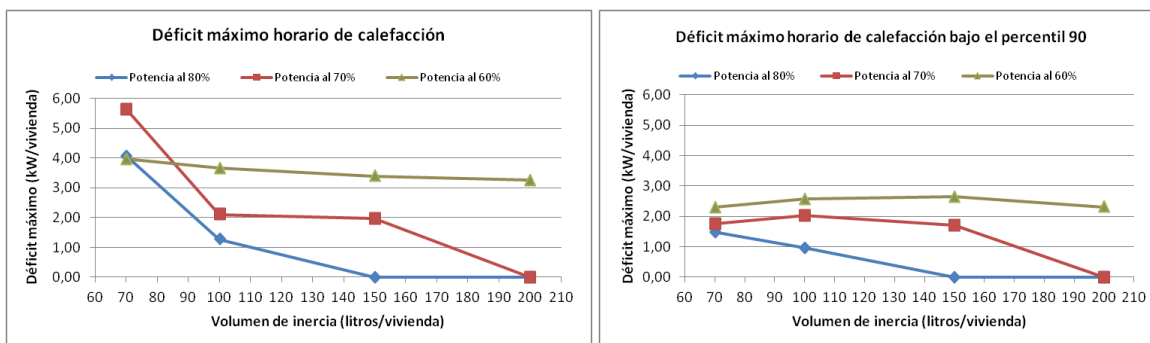 Déficit máximo horario de calefacción
Potencia al 80% Potencia al 70% Potencia al 60%
Déficit máximo (kW/vivienda)
6,00
5,00
4,00
3,00
2,00
1,00
0,00
60 70 80 90 100 110 120 130 140 150 160 170 180 190 200 210
Volumen de inercia (litros/vivienda)
Déficit máximo horario de calefacción bajo el percentil 90
Potencia al 80% Potencia al 70% Potencia al 60%
Déficit máximo (kW/vivienda)
6,00
5,00
4,00
3,00
2,00
1,00
0,00
60 70 80 90 100 110 120 130 140 150 160 170 180 190 200 210
Volumen de inercia (litros/vivienda)